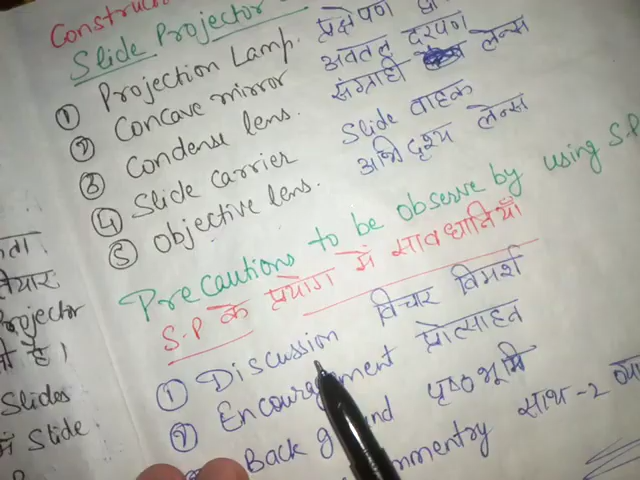 Construc
Slide Projector
① Projection Lamp. प्रक्षेपण
② Concave mirror अवतल दरपण
③ Condense lens. संग्राही लेन्स
④ Slide carrier Slide वाहक
⑤ Objective lens. अभिदृश्य लेन्स
Precautions to be observe by using S.P
S.P के प्रयोग में सावधानियाँ
① Discussion विचार विमर्श
② Encouragement प्रोत्साहन
Back ground पृष्ठभूमि
mmentry साथ-2
तैयार
Projector
है।
Slides
में Slide.